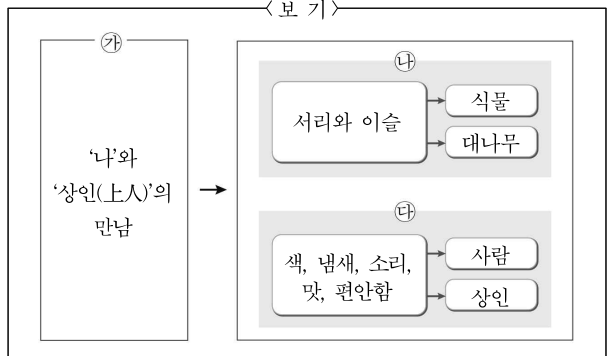 〈보 기〉
㉮
‘나’와
‘상인(上人)’의
만남
㉯
서리와 이슬
식물
대나무
㉰
색, 냄새, 소리,
맛, 편안함
사람
상인